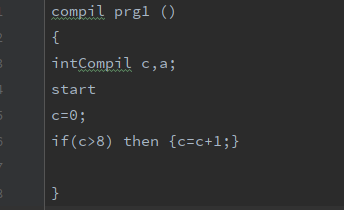 compil prg1 ()
{
intCompil c,a;
start
c=0;
if(c>8) then {c=c+1;}
}